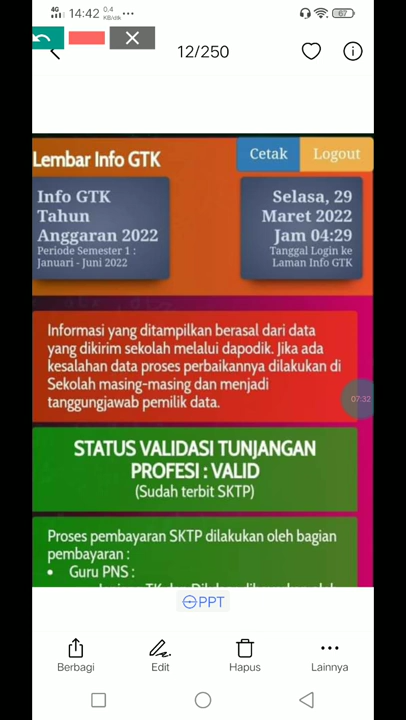 4G 14:42 0.4 KB/dtk ... 67
12/250
Lembar Info GTK
Cetak
Logout
Info GTK
Tahun
Anggaran 2022
Periode Semester 1 :
Januari - Juni 2022
Selasa, 29
Maret 2022
Jam 04:29
Tanggal Login ke
Laman Info GTK
Informasi yang ditampilkan berasal dari data
yang dikirim sekolah melalui dapodik. Jika ada
kesalahan data proses perbaikannya dilakukan di
Sekolah masing-masing dan menjadi
tanggungjawab pemilik data.
07:32
STATUS VALIDASI TUNJANGAN
PROFESI : VALID
(Sudah terbit SKTP)
Proses pembayaran SKTP dilakukan oleh bagian
pembayaran :
• Guru PNS :
PPT
Berbagi
Edit
Hapus
Lainnya